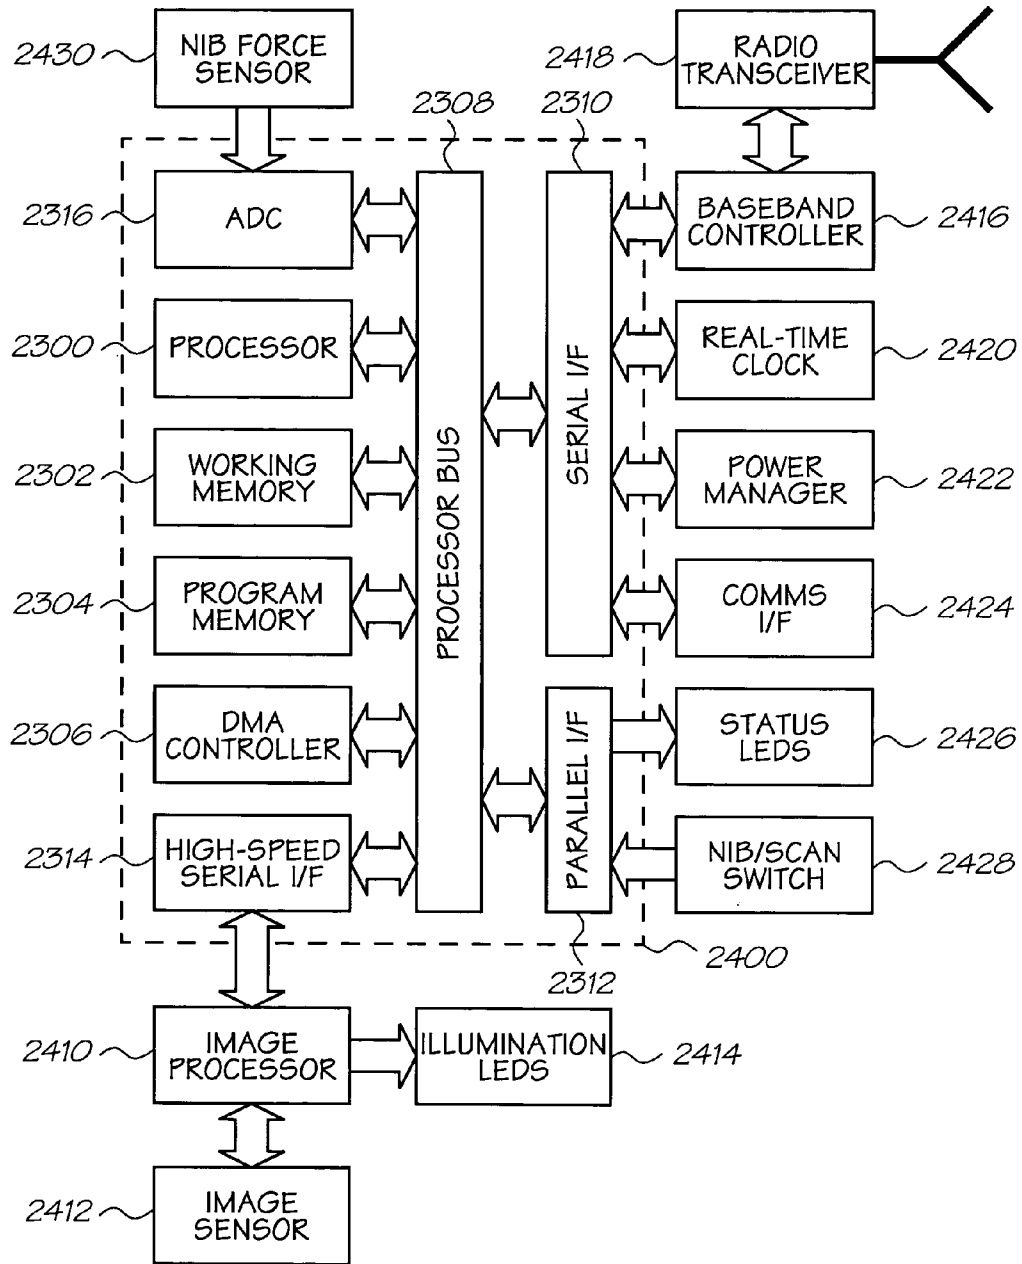 2430
NIB FORCE
SENSOR
2418
RADIO
TRANSCEIVER
2308
2310
2316
ADC
BASEBAND
CONTROLLER
2416
2300
PROCESSOR
REAL-TIME
CLOCK
2420
2302
WORKING
MEMORY
PROCESSOR BUS
SERIAL I/F
POWER
MANAGER
2422
2304
PROGRAM
MEMORY
COMMS
I/F
2424
2306
DMA
CONTROLLER
PARALLEL I/F
STATUS
LEDS
2426
2314
HIGH-SPEED
SERIAL I/F
NIB/SCAN
SWITCH
2428
2312
2400
2410
IMAGE
PROCESSOR
ILLUMINATION
LEDS
2414
2412
IMAGE
SENSOR